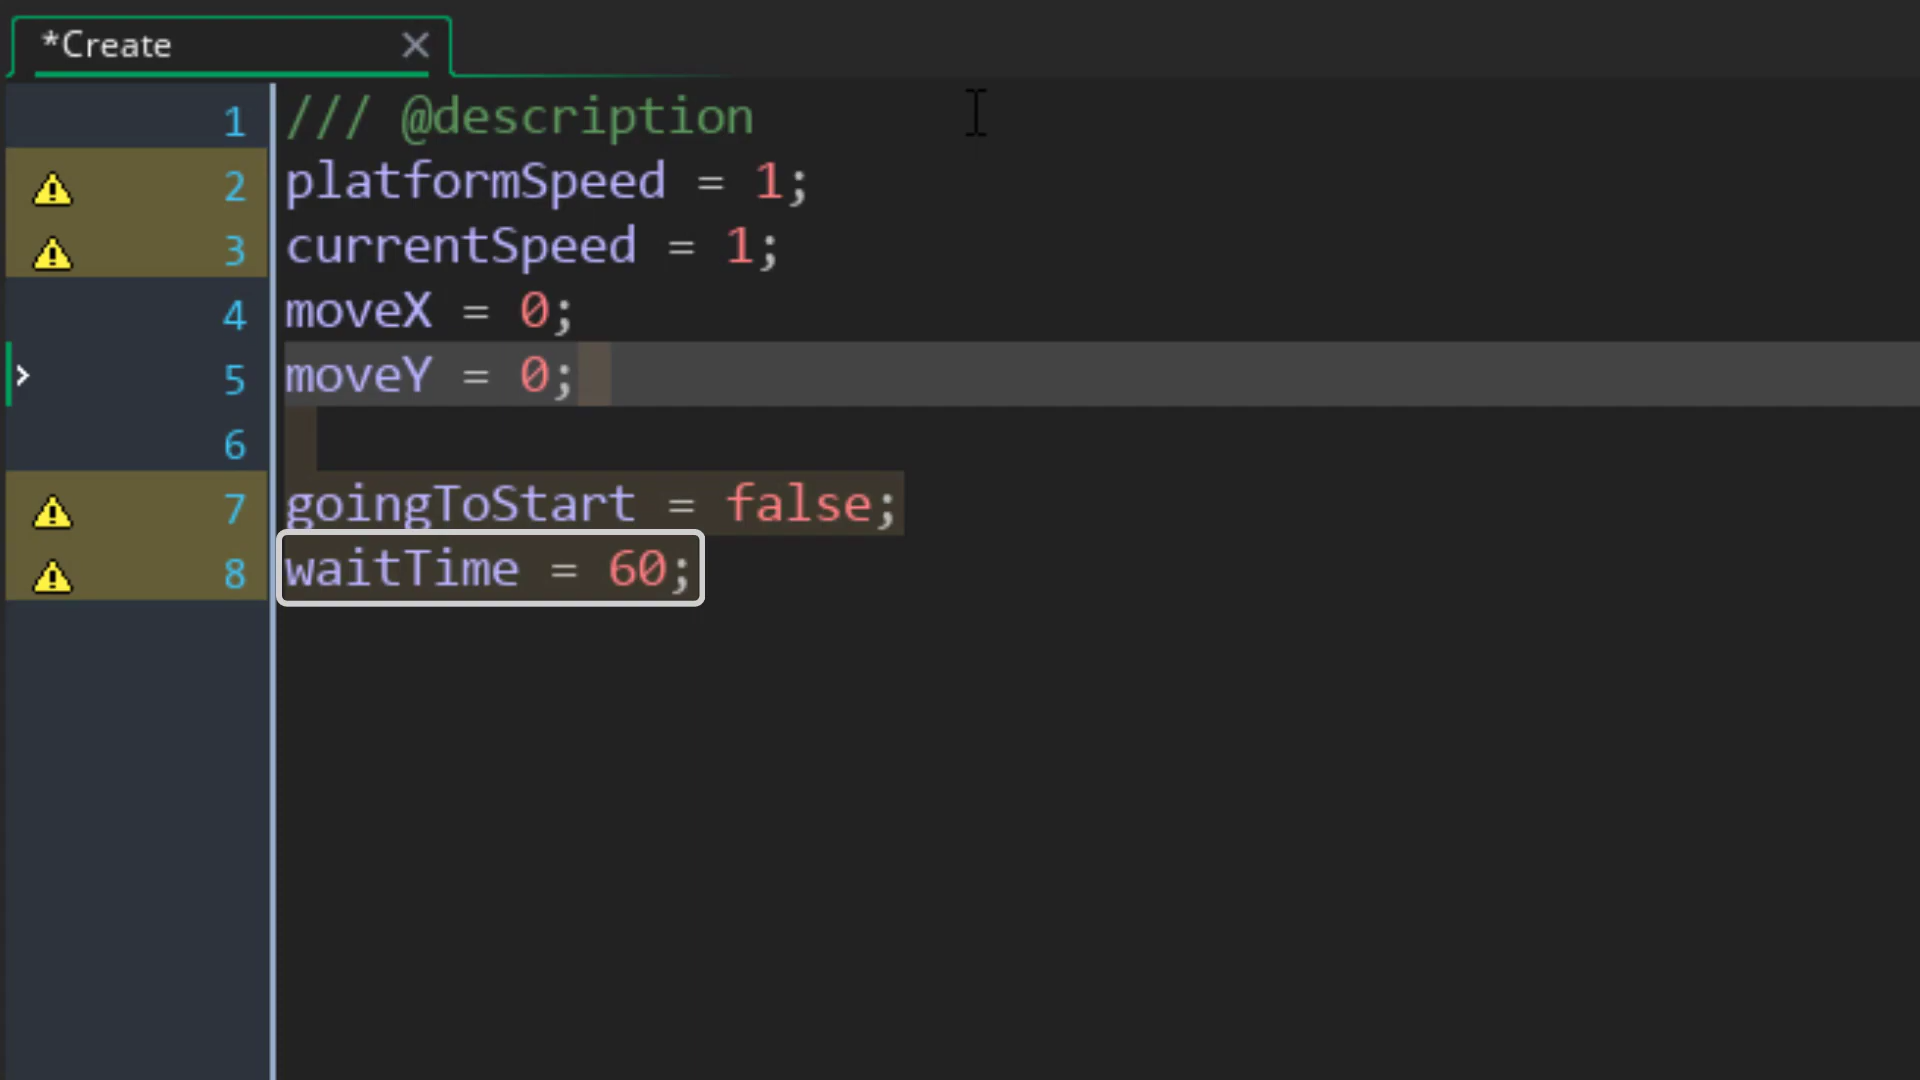 *Create
1 /// @description
2 platformSpeed = 1;
3 currentSpeed = 1;
4 moveX = 0;
5 moveY = 0;
6
7 goingToStart = false;
8 waitTime = 60;